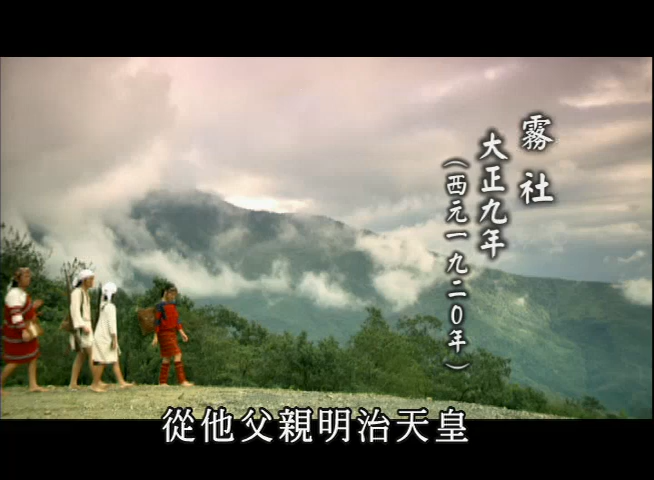 霧社
大正九年
（西元一九二０年）
從他父親明治天皇